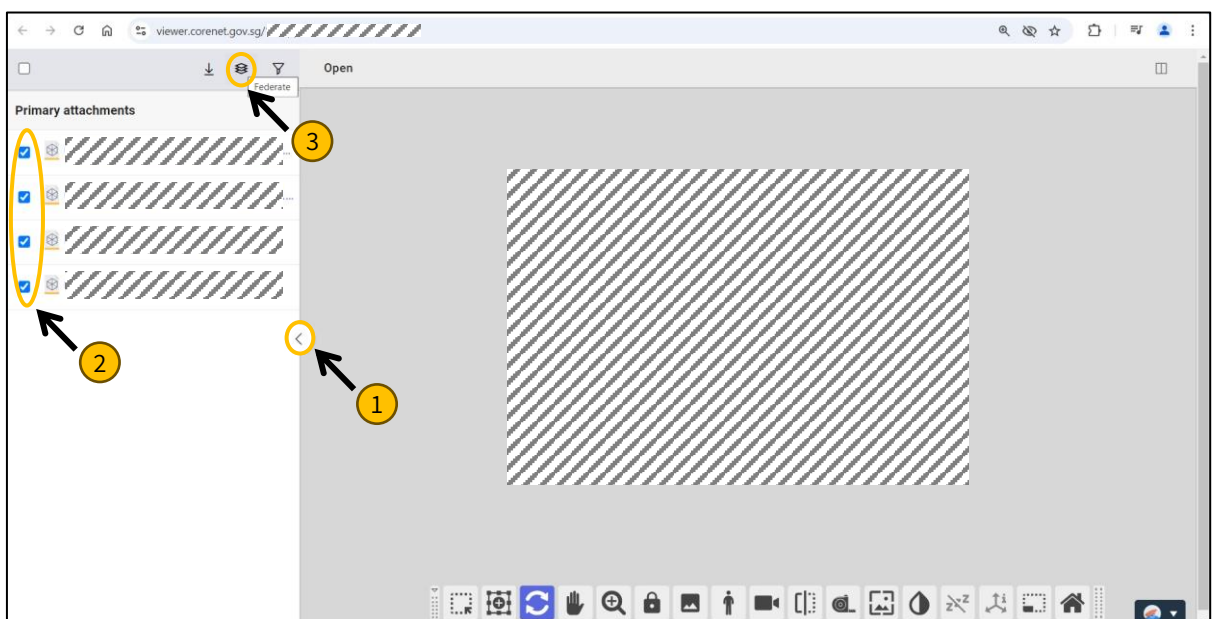 viewer.corenet.gov.sg/
Open
Federate
Primary attachments
3
2
1